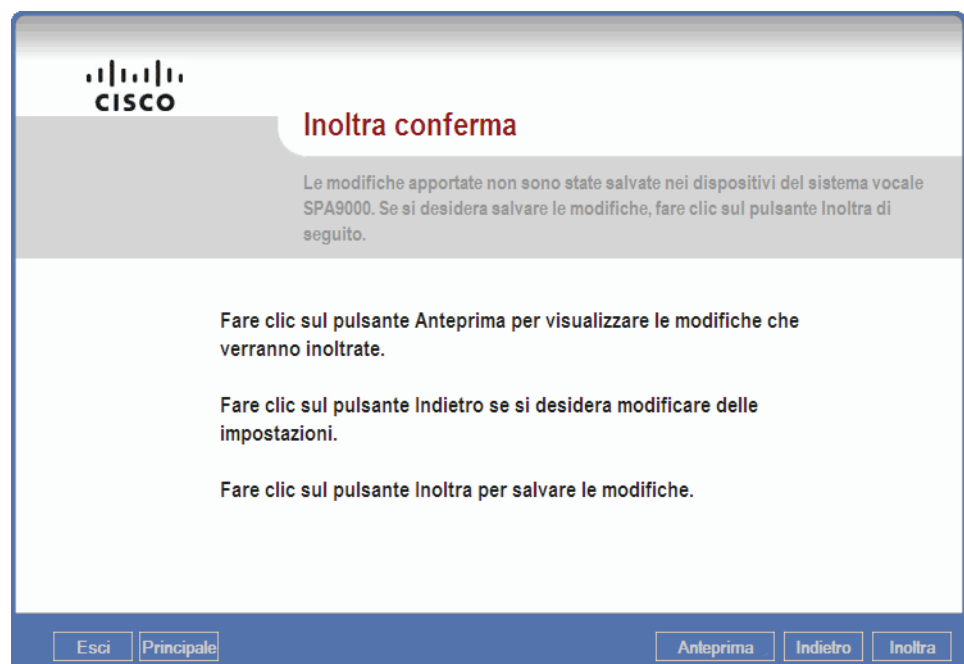 CISCO
Inoltra conferma
Le modifiche apportate non sono state salvate nei dispositivi del sistema vocale
SPA9000. Se si desidera salvare le modifiche, fare clic sul pulsante Inoltra di
seguito.
Fare clic sul pulsante Anteprima per visualizzare le modifiche che
verranno inoltrate.
Fare clic sul pulsante Indietro se si desidera modificare delle
impostazioni.
Fare clic sul pulsante Inoltra per salvare le modifiche.
Esci Principale Anteprima Indietro Inoltra